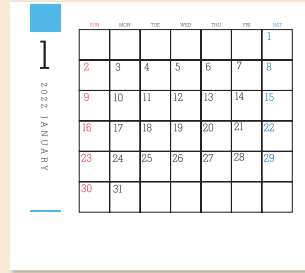 1
2022 JANUARY
SUN MON TUE WED THU FRI SAT
1
2 3 4 5 6 7 8
9 10 11 12 13 14 15
16 17 18 19 20 21 22
23 24 25 26 27 28 29
30 31